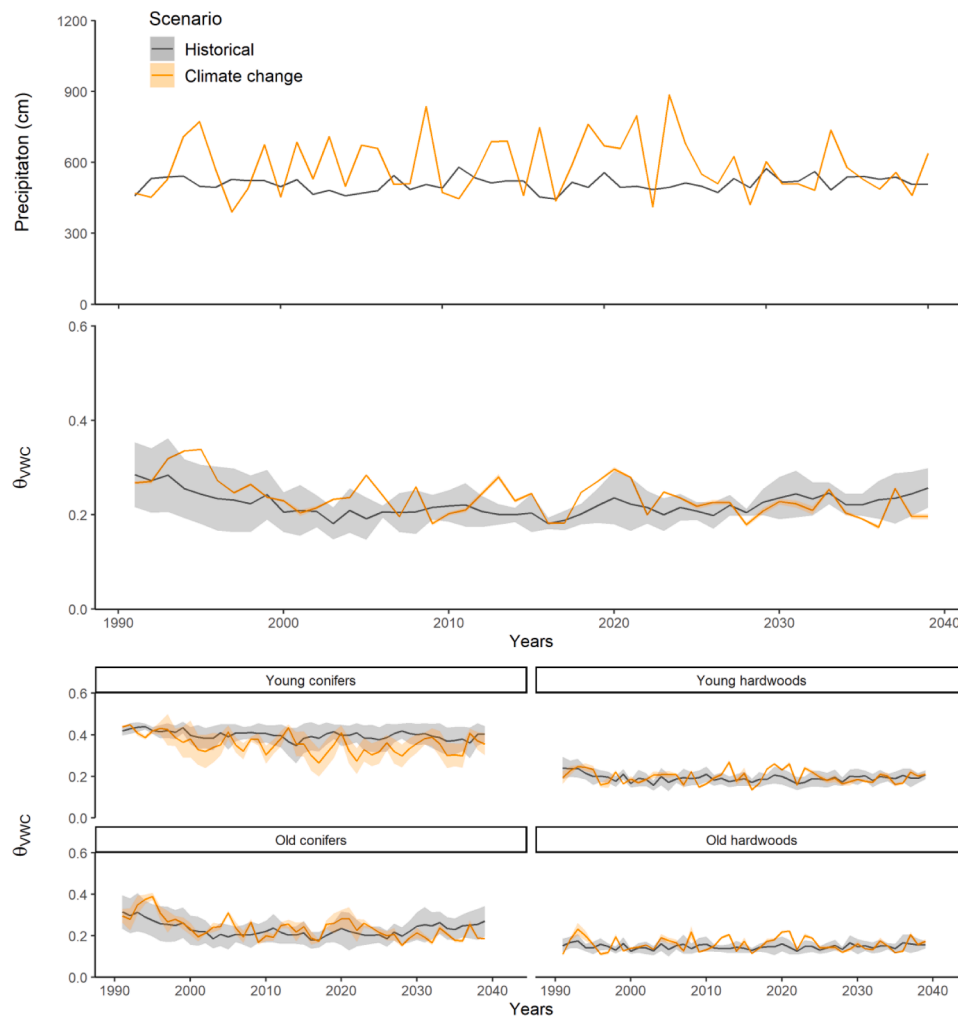 Scenario
Historical
Climate change
Precipitaton (cm)
1200
900
600
300
0
θVWC
0.6
0.4
0.2
0.0
1990 2000 2010 2020 2030 2040
Years
Young conifers Young hardwoods
0.6
0.4
0.2
0.0
θVWC
Old conifers Old hardwoods
0.6
0.4
0.2
0.0
1990 2000 2010 2020 2030 2040 1990 2000 2010 2020 2030 2040
Years